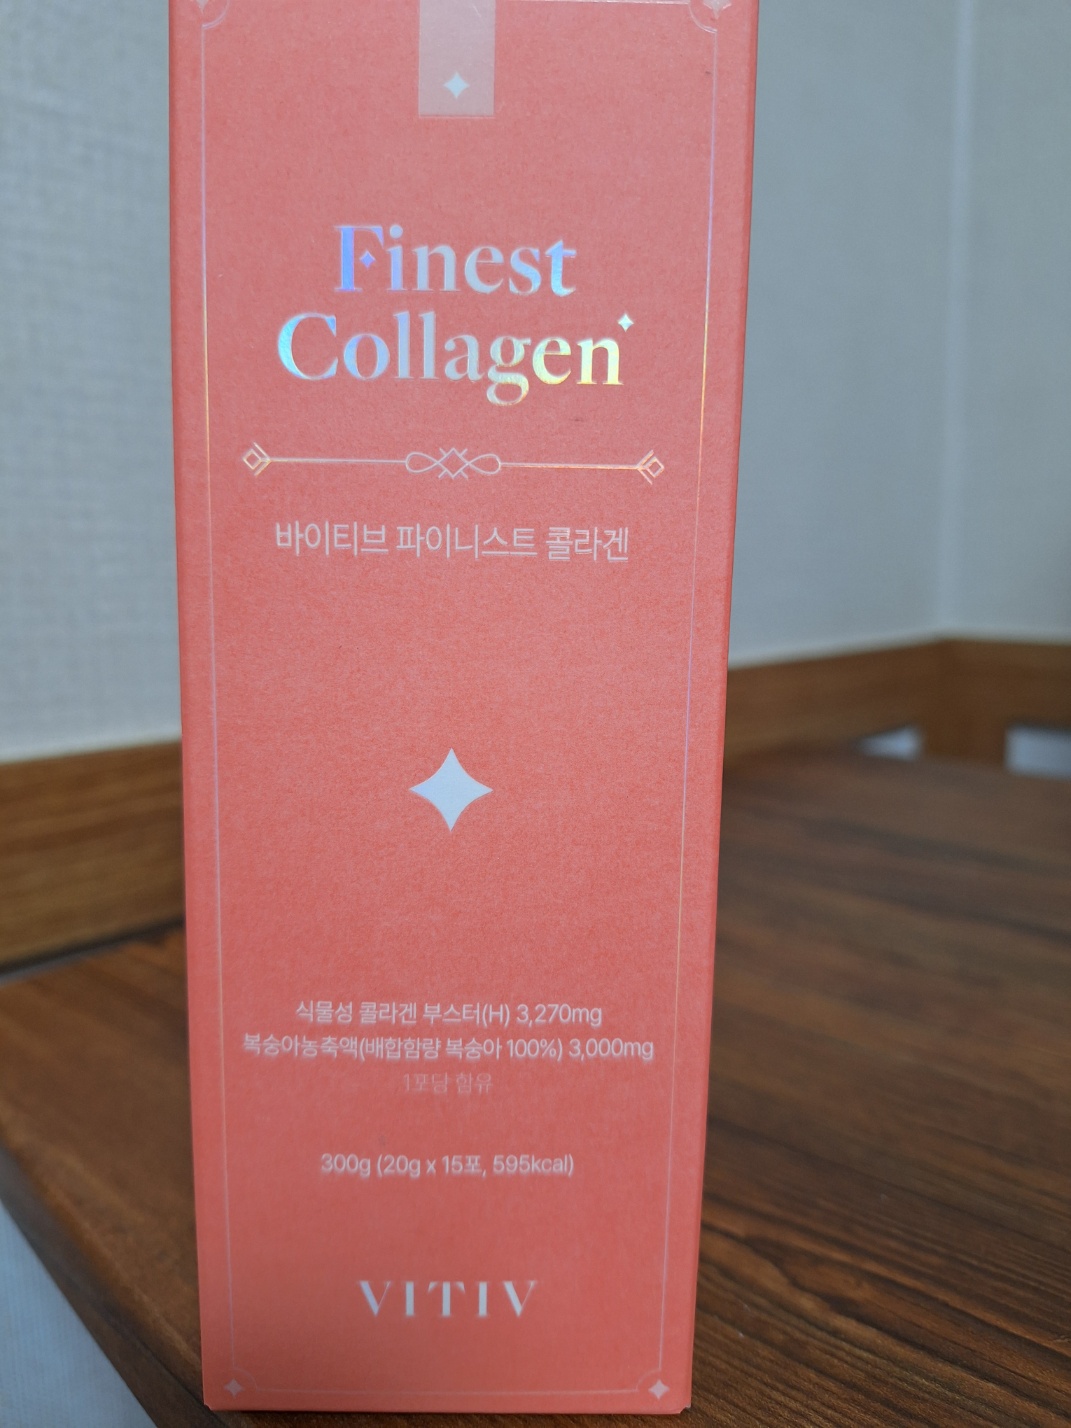 Finest
Collagen
바이티브 파이니스트 콜라겐
식물성 콜라겐 부스터(H) 3,270mg
복숭아농축액(배합함량 복숭아 100%) 3,000mg
1포당 함유
300g (20g x 15포, 595kcal)
VITIV